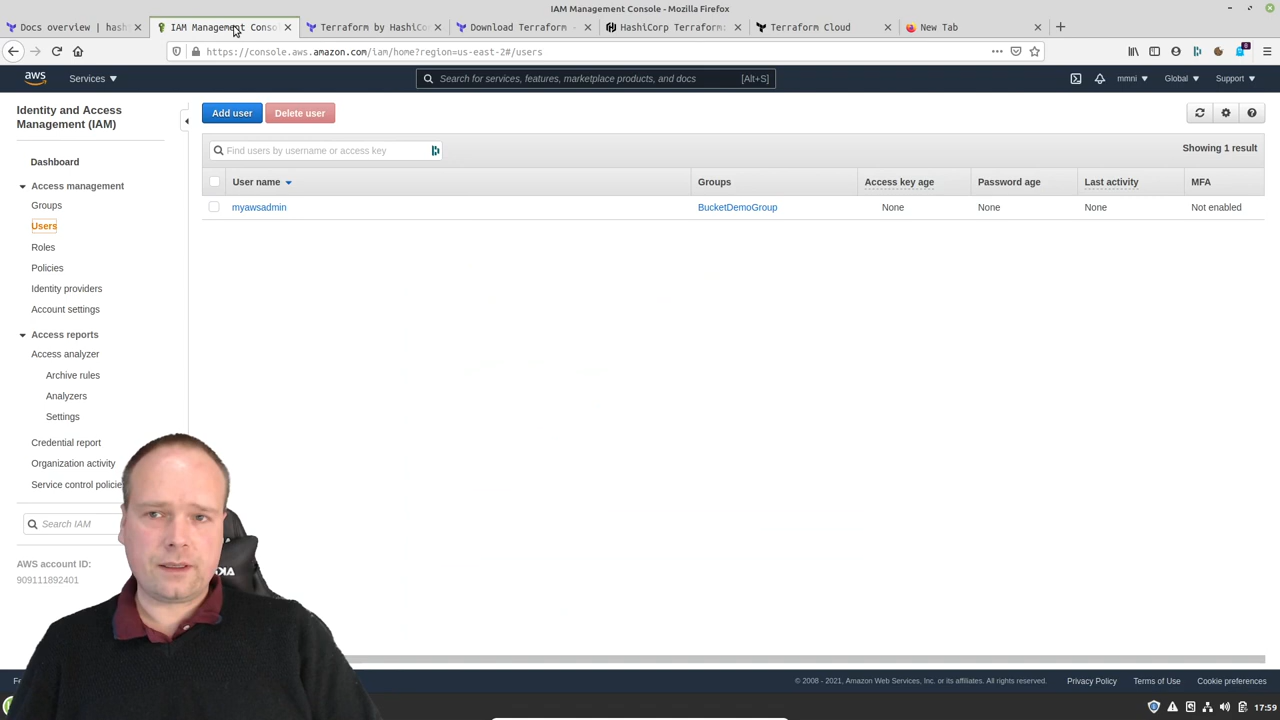 IAM Management Console - Mozilla Firefox
Docs overview | hash
IAM Management Conso
Terraform by HashiCo
Download Terraform -
HashiCorp Terraform:
Terraform Cloud
New Tab
https://console.aws.amazon.com/iam/home?region=us-east-2#/users
8
aws
Services
Search for services, features, marketplace products, and docs
[Alt+S]
mmni
Global
Support
Identity and Access
Management (IAM)
Dashboard
Access management
Groups
Users
Roles
Policies
Identity providers
Account settings
Access reports
Access analyzer
Archive rules
Analyzers
Settings
Credential report
Organization activity
Service control policie
Search IAM
AWS account ID:
909111892401
Add user
Delete user
Find users by username or access key
Showing 1 result
User name
Groups
Access key age
Password age
Last activity
MFA
myawsadmin
BucketDemoGroup
None
None
None
Not enabled
Fe
© 2008 - 2021, Amazon Web Services, Inc. or its affiliates. All rights reserved.
Privacy Policy
Terms of Use
Cookie preferences
17:59